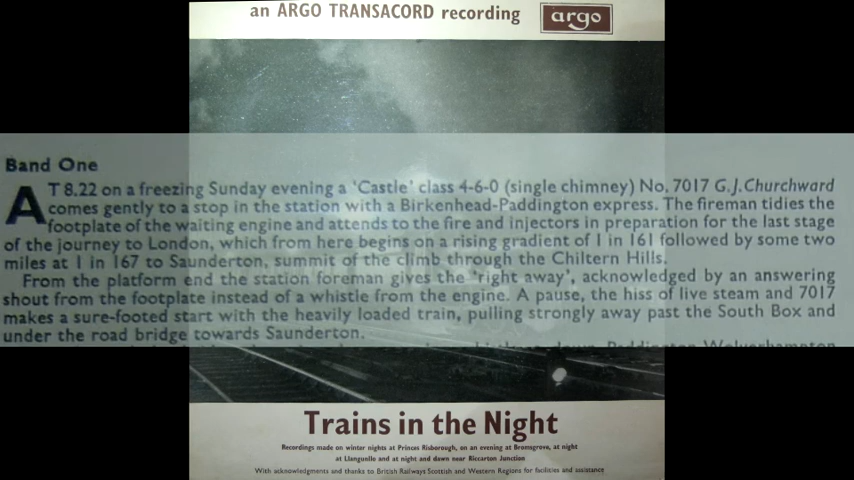 an ARGO TRANSACORD recording
argo
Band One
AT 8.22 on a freezing Sunday evening a 'Castle' class 4-6-0 (single chimney) No. 7017 G.J.Churchward
comes gently to a stop in the station with a Birkenhead-Paddington express. The fireman tidies the
footplate of the waiting engine and attends to the fire and injectors in preparation for the last stage
of the journey to London, which from here begins on a rising gradient of 1 in 161 followed by some two
miles at 1 in 167 to Saunderton, summit of the climb through the Chiltern Hills.
From the platform end the station foreman gives the 'right away', acknowledged by an answering
shout from the footplate instead of a whistle from the engine. A pause, the hiss of live steam and 7017
makes a sure-footed start with the heavily loaded train, pulling strongly away past the South Box and
under the road bridge towards Saunderton.
Trains in the Night
Recordings made on winter nights at Princes Risborough, on an evening at Bromsgrove, at night
at Llangunllo and at night and dawn near Riccarton Junction
With acknowledgments and thanks to British Railways Scottish and Western Regions for facilities and assistance